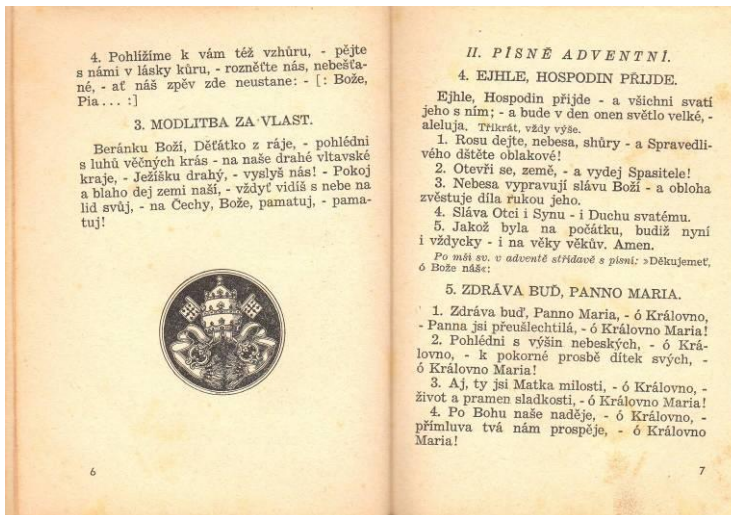 4. Pohlížíme k vám též vzhůru, - pějte
s námi v lásky kůru, - rozněťte nás, nebešťa-
né, - ať náš zpěv zde neustane: - [: Bože,
Pia... :]
3. MODLITBA ZA VLAST.
Beránku Boží, Děťátko z ráje, - pohlédni
s luhů věčných krás - na naše drahé vltavské
kraje, - Ježíšku drahý, - vyslyš nás! - Pokoj
a blaho dej zemi naší, - vždyť vidíš s nebe na
lid svůj, - na Čechy, Bože, pamatuj, - pama-
tuj!
6
II. PÍSNĚ ADVENTNÍ.
4. EJHLE, HOSPODIN PŘIJDE.
Ejhle, Hospodin přijde - a všichni svatí
jeho s ním; - a bude v den onen světlo velké, -
aleluja. Třikrát, vždy výše.
1. Rosu dejte, nebesa, shůry - a Spravedli-
vého dštěte oblakové!
2. Otevři se, země, - a vydej Spasitele!
3. Nebesa vypravují slávu Boží - a obloha
zvěstuje díla rukou jeho.
4. Sláva Otci i Synu - i Duchu svatému.
5. Jakož byla na počátku, budiž nyní
i vždycky - i na věky věkův. Amen.
Po mši sv. v adventě střídavě s písní: »Děkujemeť,
ó Bože náš«:
5. ZDRÁVA BUĎ, PANNO MARIA.
1. Zdráva buď, Panno Maria, - ó Královno,
- Panna jsi přeušlechtilá, - ó Královno Maria!
2. Pohlédni s výšin nebeských, - ó Krá-
lovno, - k pokorné prosbě dítek svých, -
ó Královno Maria!
3. Aj, ty jsi Matka milosti, - ó Královno, -
život a pramen sladkosti, - ó Královno Maria!
4. Po Bohu naše naděje, - ó Královno, -
přímluva tvá nám prospěje, - ó Královno
Maria!
7